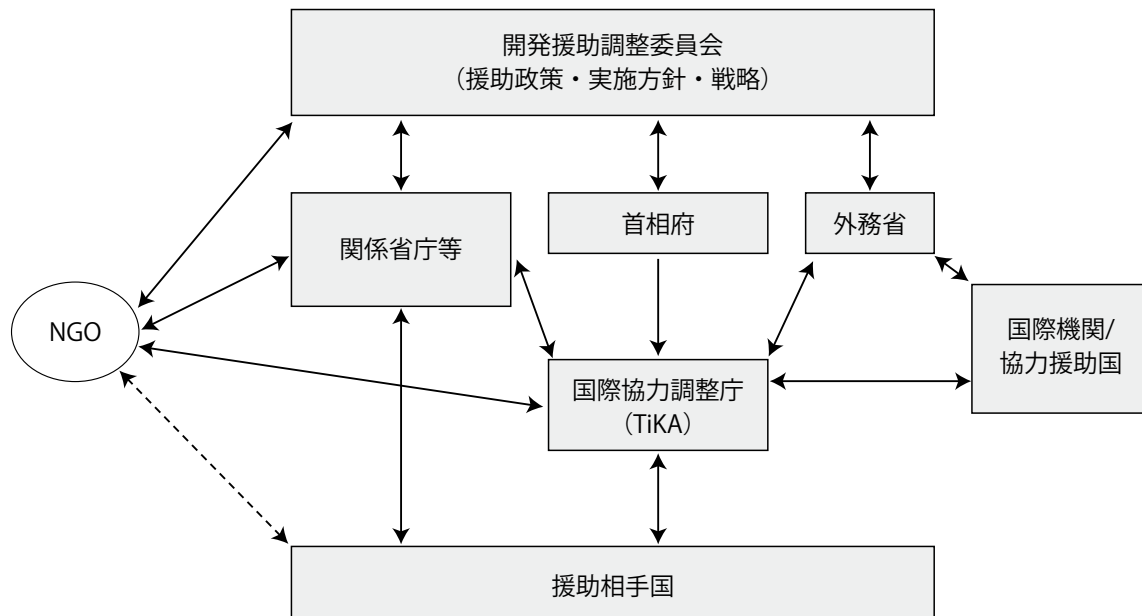 開発援助調整委員会
（援助政策・実施方針・戦略）
関係省庁等
首相府
外務省
NGO
国際機関/
協力援助国
国際協力調整庁
（TiKA）
援助相手国